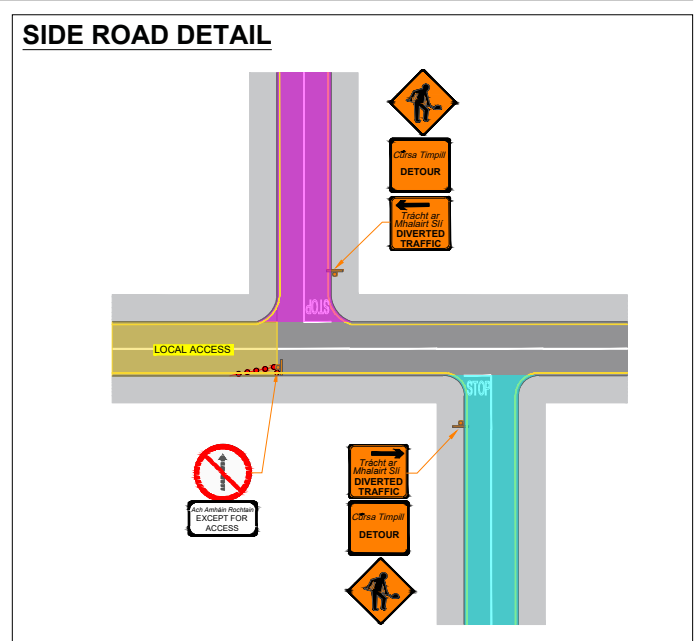 SIDE ROAD DETAIL
Cúrsa Timpill
DETOUR
Trácht ar
Mhalairt Slí
DIVERTED
TRAFFIC
STOP
LOCAL ACCESS
STOP
Ach Amháin Rochtain
EXCEPT FOR
ACCESS
Trácht ar
Mhalairt Slí
DIVERTED
TRAFFIC
Cúrsa Timpill
DETOUR